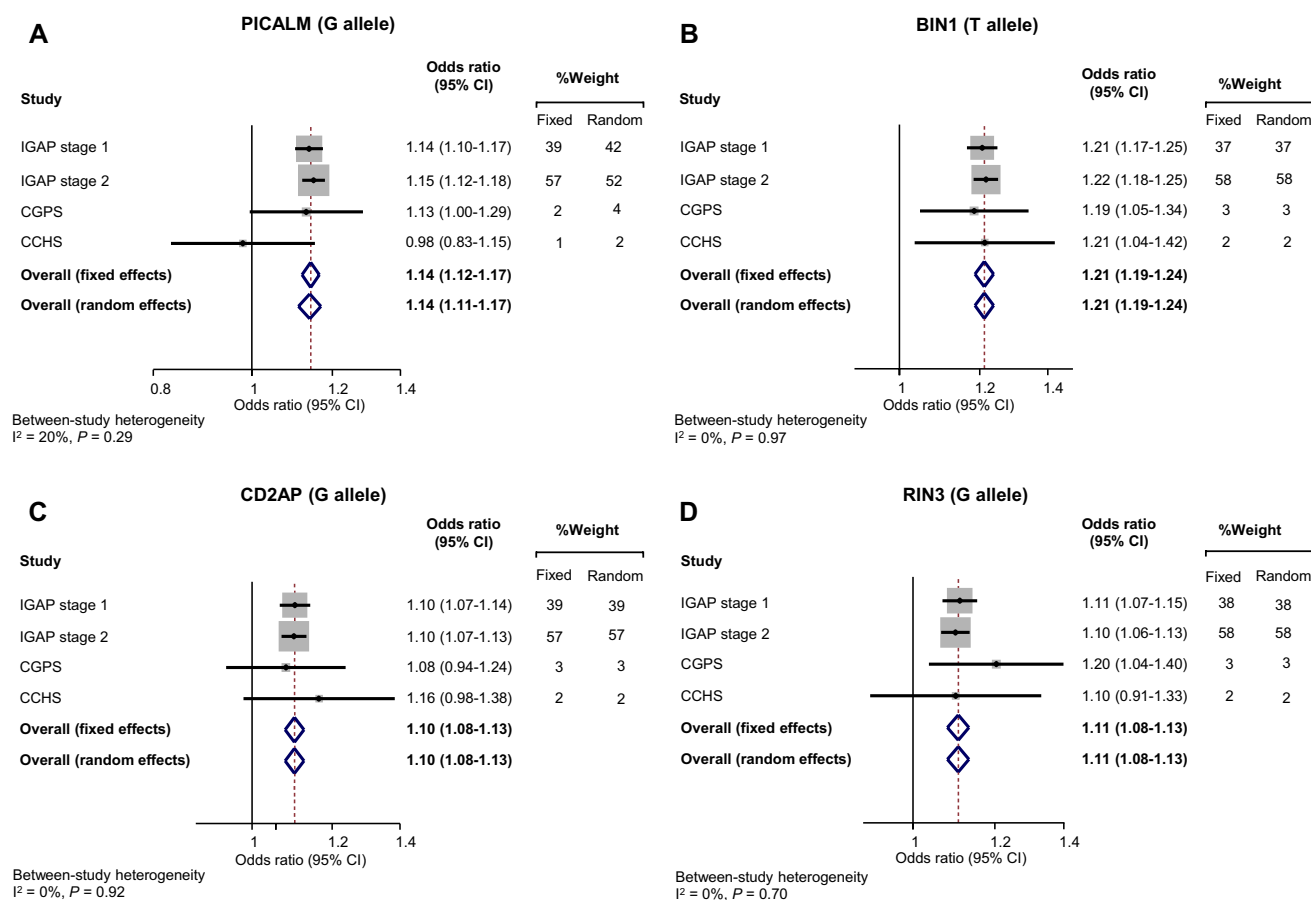 A
PICALM (G allele)
Odds ratio
(95% CI)
%Weight
Study
Fixed Random
IGAP stage 1 1.14 (1.10-1.17) 39 42
IGAP stage 2 1.15 (1.12-1.18) 57 52
CGPS 1.13 (1.00-1.29) 2 4
CCHS 0.98 (0.83-1.15) 1 2
Overall (fixed effects) 1.14 (1.12-1.17)
Overall (random effects) 1.14 (1.11-1.17)
0.8 1 1.2 1.4
Odds ratio (95% CI)
Between-study heterogeneity
I² = 20%, P = 0.29
B
BIN1 (T allele)
Odds ratio
(95% CI)
%Weight
Study
Fixed Random
IGAP stage 1 1.21 (1.17-1.25) 37 37
IGAP stage 2 1.22 (1.18-1.25) 58 58
CGPS 1.19 (1.05-1.34) 3 3
CCHS 1.21 (1.04-1.42) 2 2
Overall (fixed effects) 1.21 (1.19-1.24)
Overall (random effects) 1.21 (1.19-1.24)
1 1.2 1.4
Odds ratio (95% CI)
Between-study heterogeneity
I² = 0%, P = 0.97
C
CD2AP (G allele)
Odds ratio
(95% CI)
%Weight
Study
Fixed Random
IGAP stage 1 1.10 (1.07-1.14) 39 39
IGAP stage 2 1.10 (1.07-1.13) 57 57
CGPS 1.08 (0.94-1.24) 3 3
CCHS 1.16 (0.98-1.38) 2 2
Overall (fixed effects) 1.10 (1.08-1.13)
Overall (random effects) 1.10 (1.08-1.13)
1 1.2 1.4
Odds ratio (95% CI)
Between-study heterogeneity
I² = 0%, P = 0.92
D
RIN3 (G allele)
Odds ratio
(95% CI)
%Weight
Study
Fixed Random
IGAP stage 1 1.11 (1.07-1.15) 38 38
IGAP stage 2 1.10 (1.06-1.13) 58 58
CGPS 1.20 (1.04-1.40) 3 3
CCHS 1.10 (0.91-1.33) 2 2
Overall (fixed effects) 1.11 (1.08-1.13)
Overall (random effects) 1.11 (1.08-1.13)
1 1.2 1.4
Odds ratio (95% CI)
Between-study heterogeneity
I² = 0%, P = 0.70